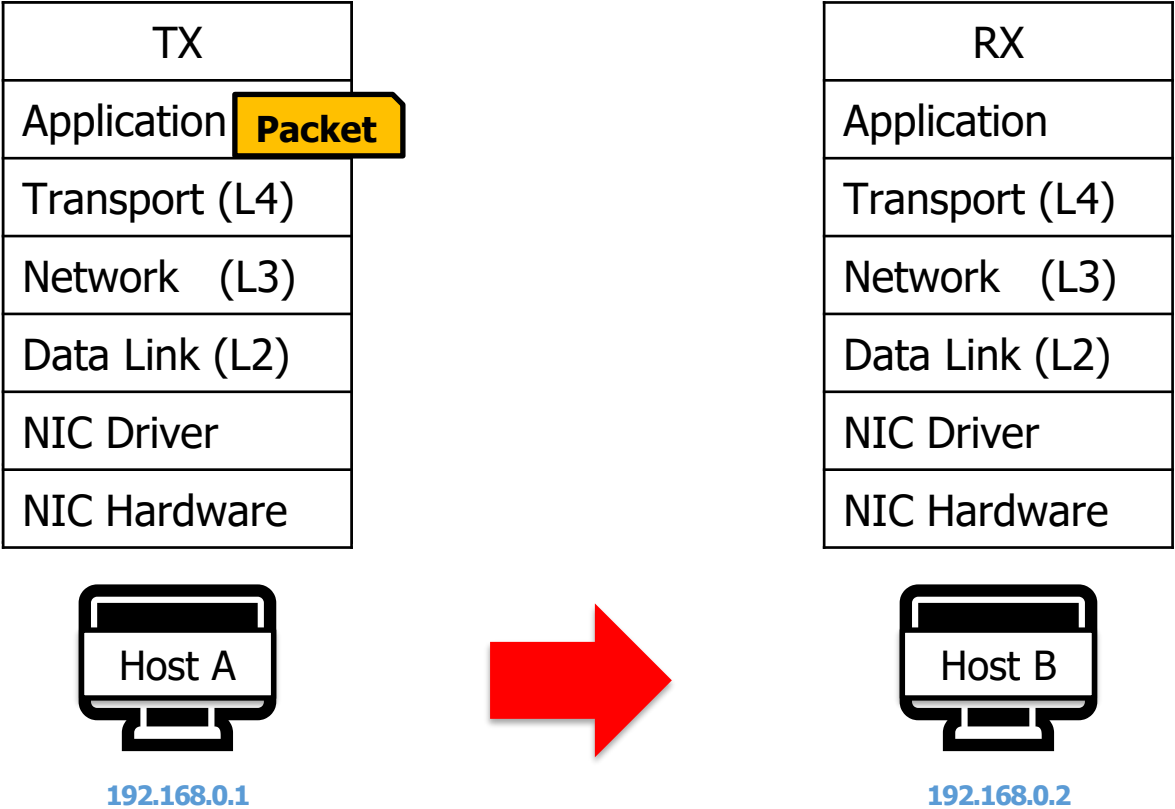 TX
Application
Packet
Transport (L4)
Network (L3)
Data Link (L2)
NIC Driver
NIC Hardware
Host A
192.168.0.1
RX
Application
Transport (L4)
Network (L3)
Data Link (L2)
NIC Driver
NIC Hardware
Host B
192.168.0.2